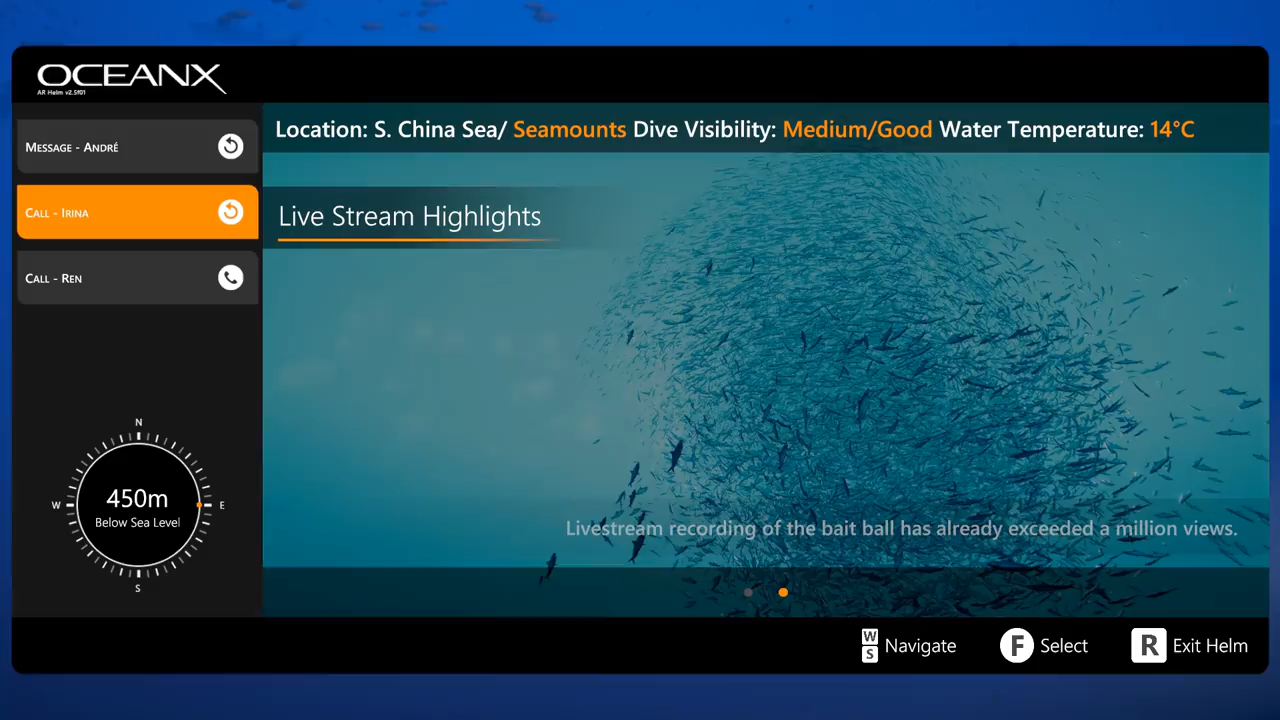 OCEANX
AR Helm v2.5f01
Location: S. China Sea/ Seamounts Dive Visibility: Medium/Good Water Temperature: 14°C
Message - André
Call - Irina
Call - Ren
Live Stream Highlights
Livestream recording of the bait ball has already exceeded a million views.
N
W
E
S
450m
Below Sea Level
W
S
Navigate
F Select
R Exit Helm